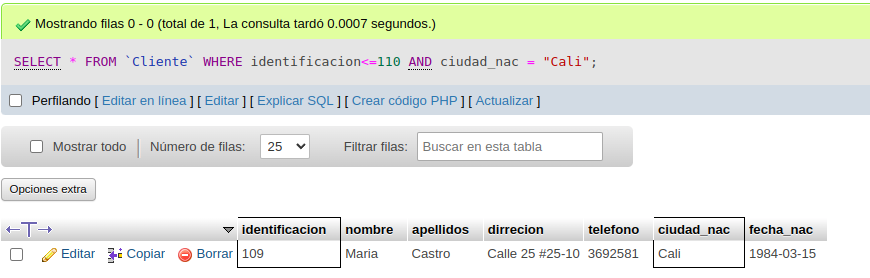 Mostrando filas 0 - 0 (total de 1, La consulta tardó 0.0007 segundos.)
SELECT * FROM `Cliente` WHERE identificacion<=110 AND ciudad_nac = "Cali";
Perfilando [ Editar en línea ] [ Editar ] [ Explicar SQL ] [ Crear código PHP ] [ Actualizar ]
Mostrar todo Número de filas: 25 Filtrar filas: Buscar en esta tabla
Opciones extra
identificacion nombre apellidos dirrecion telefono ciudad_nac fecha_nac
Editar Copiar Borrar 109 Maria Castro Calle 25 #25-10 3692581 Cali 1984-03-15